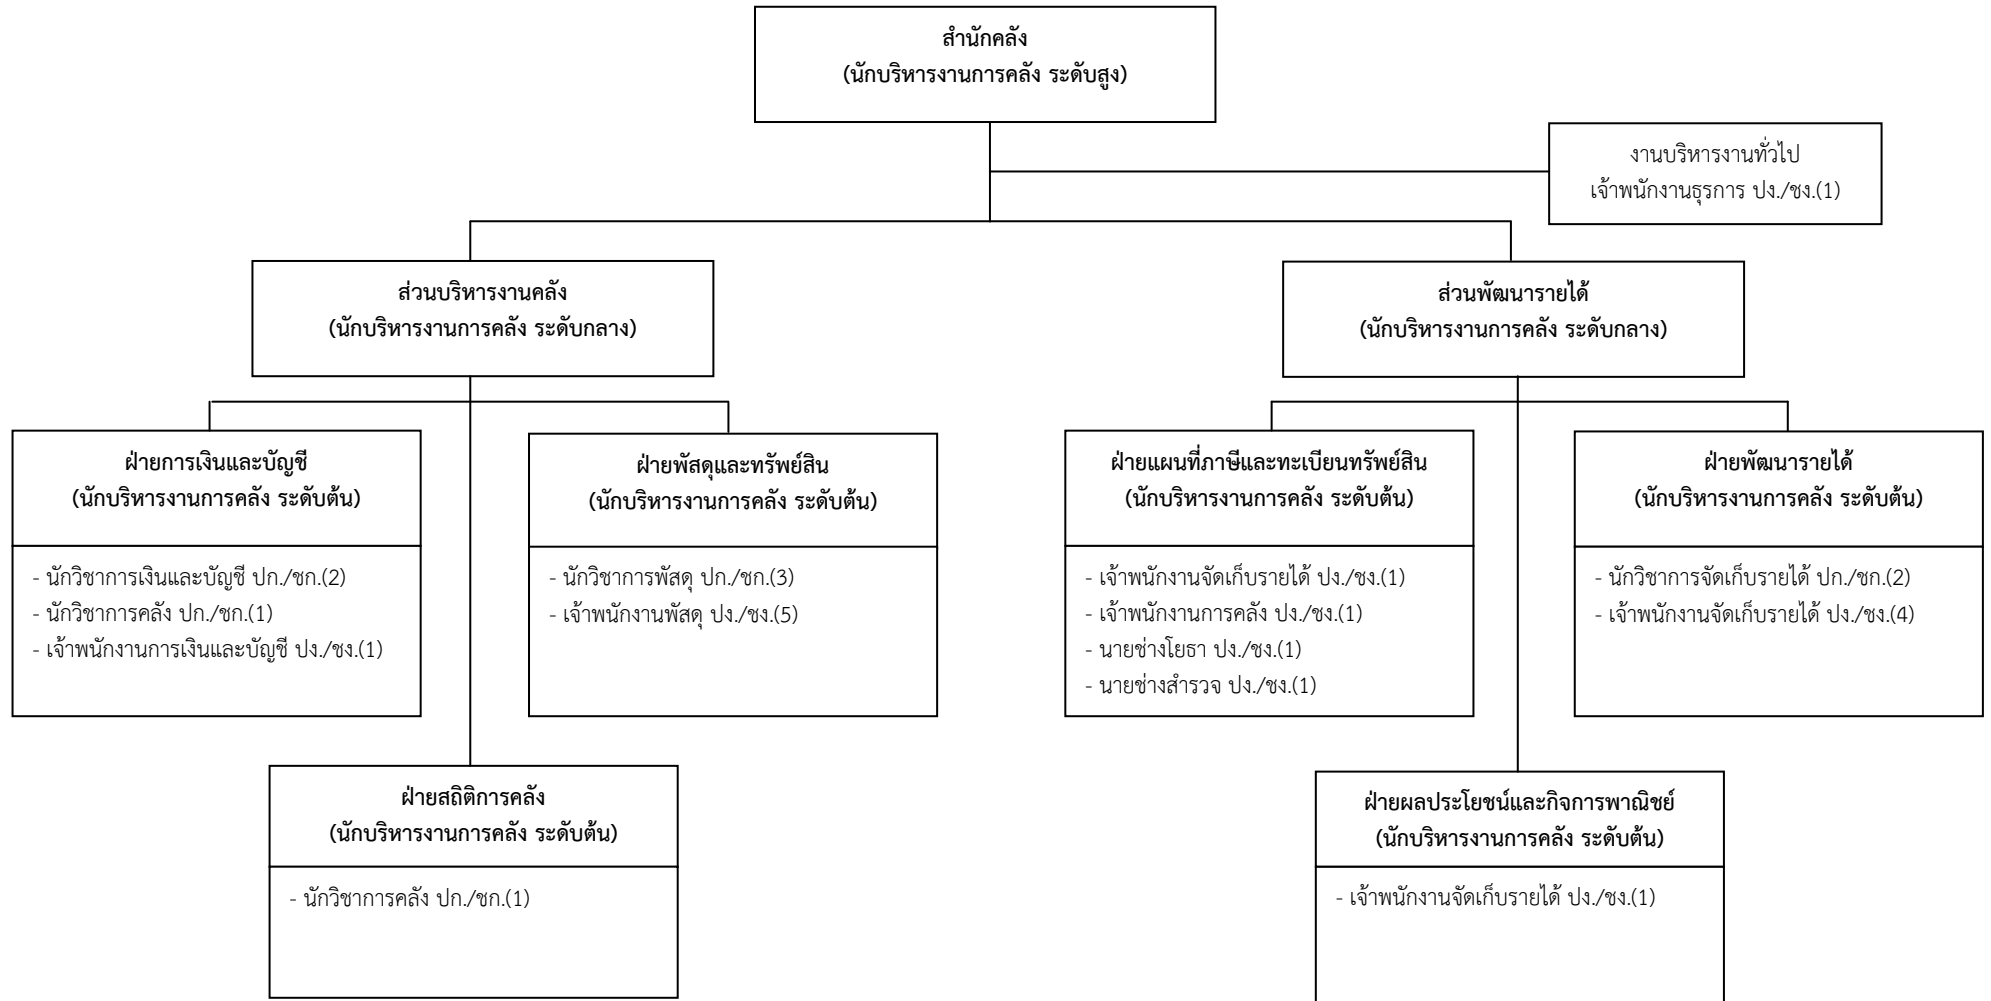 สำนักคลัง
(นักบริหารงานการคลัง ระดับสูง)
งานบริหารงานทั่วไป
เจ้าพนักงานธุรการ ปง./ชง.(1)
ส่วนบริหารงานคลัง
(นักบริหารงานการคลัง ระดับกลาง)
ส่วนพัฒนารายได้
(นักบริหารงานการคลัง ระดับกลาง)
ฝ่ายการเงินและบัญชี
(นักบริหารงานการคลัง ระดับต้น)
- นักวิชาการเงินและบัญชี ปก./ชก.(2)
- นักวิชาการคลัง ปก./ชก.(1)
- เจ้าพนักงานการเงินและบัญชี ปง./ชง.(1)
ฝ่ายพัสดุและทรัพย์สิน
(นักบริหารงานการคลัง ระดับต้น)
- นักวิชาการพัสดุ ปก./ชก.(3)
- เจ้าพนักงานพัสดุ ปง./ชง.(5)
ฝ่ายแผนที่ภาษีและทะเบียนทรัพย์สิน
(นักบริหารงานการคลัง ระดับต้น)
- เจ้าพนักงานจัดเก็บรายได้ ปง./ชง.(1)
- เจ้าพนักงานการคลัง ปง./ชง.(1)
- นายช่างโยธา ปง./ชง.(1)
- นายช่างสำรวจ ปง./ชง.(1)
ฝ่ายพัฒนารายได้
(นักบริหารงานการคลัง ระดับต้น)
- นักวิชาการจัดเก็บรายได้ ปก./ชก.(2)
- เจ้าพนักงานจัดเก็บรายได้ ปง./ชง.(4)
ฝ่ายสถิติการคลัง
(นักบริหารงานการคลัง ระดับต้น)
- นักวิชาการคลัง ปก./ชก.(1)
ฝ่ายผลประโยชน์และกิจการพาณิชย์
(นักบริหารงานการคลัง ระดับต้น)
- เจ้าพนักงานจัดเก็บรายได้ ปง./ชง.(1)